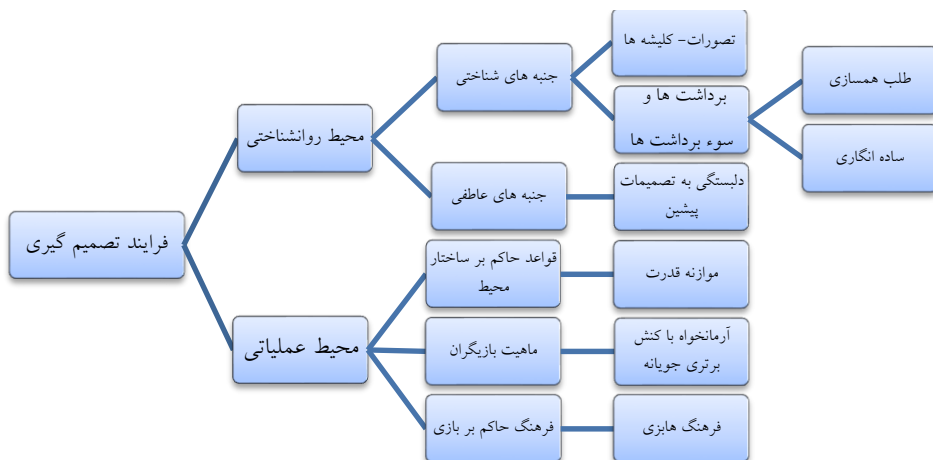 فرایند تصمیم گیری
محیط روانشناختی
جنبه های شناختی
تصورات- کلیشه ها
برداشت ها و
سوء برداشت ها
طلب همسازی
ساده انگاری
جنبه های عاطفی
دلبستگی به تصمیمات
پیشین
محیط عملیاتی
قواعد حاکم بر ساختار
محیط
موازنه قدرت
ماهیت بازیگران
آرمانخواه با کنش
برتری جویانه
فرهنگ حاکم بر بازی
فرهنگ هابزی